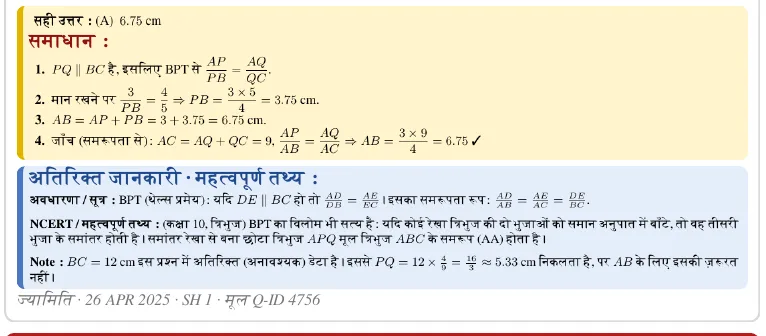 सही उत्तर : (A) 6.75 cm
समाधान :
1. PQ ∥ BC है, इसलिए BPT से AP/PB = AQ/QC.
2. मान रखने पर 3/PB = 4/5 ⇒ PB = (3 × 5)/4 = 3.75 cm.
3. AB = AP + PB = 3 + 3.75 = 6.75 cm.
4. जाँच (समरूपता से): AC = AQ + QC = 9, AP/AB = AQ/AC ⇒ AB = (3 × 9)/4 = 6.75 ✓
अतिरिक्त जानकारी · महत्वपूर्ण तथ्य :
अवधारणा / सूत्र : BPT (थेल्स प्रमेय) : यदि DE ∥ BC हो तो AD/DB = AE/EC । इसका समरूपता रूप : AD/AB = AE/AC = DE/BC.
NCERT / महत्वपूर्ण तथ्य : (कक्षा 10, त्रिभुज) BPT का विलोम भी सत्य है : यदि कोई रेखा त्रिभुज की दो भुजाओं को समान अनुपात में बाँटे, तो वह तीसरी
भुजा के समांतर होती है । समांतर रेखा से बना छोटा त्रिभुज APQ मूल त्रिभुज ABC के समरूप (AA) होता है ।
Note : BC = 12 cm इस प्रश्न में अतिरिक्त (अनावश्यक) डेटा है । इससे PQ = 12 × 4/9 = 16/3 ≈ 5.33 cm निकलता है, पर AB के लिए इसकी ज़रूरत
नहीं ।
ज्यामिति · 26 APR 2025 · SH 1 · मूल Q-ID 4756